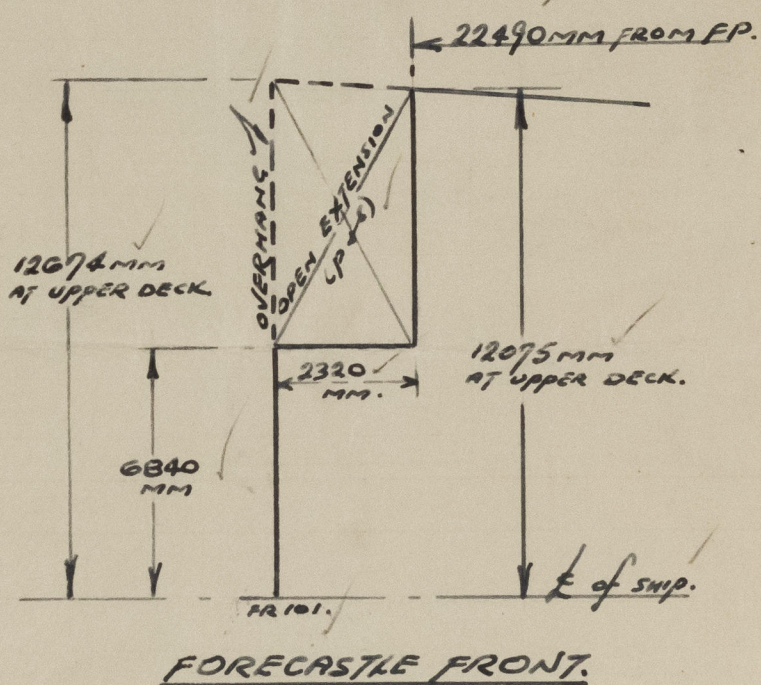 22490MM FROM FP.
OVERHANG
OPEN EXTENSION
(P & S)
12674 MM
AT UPPER DECK.
2320
MM.
12075 MM
AT UPPER DECK.
6840
MM
FR 101.
℄ of SHIP.
FORECASTLE FRONT.